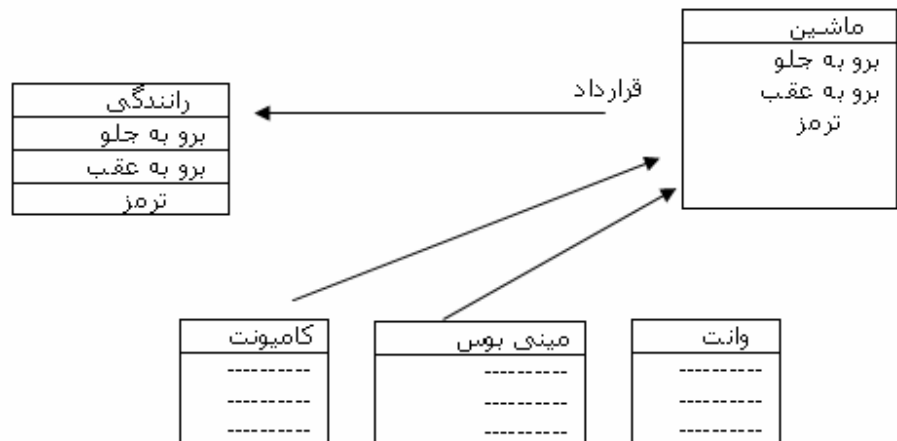 ماشین
برو به جلو
برو به عقب
ترمز
قرارداد
رانندگی
برو به جلو
برو به عقب
ترمز
وانت
----------
----------
----------
مینی بوس
----------
----------
----------
کامیونت
----------
----------
----------